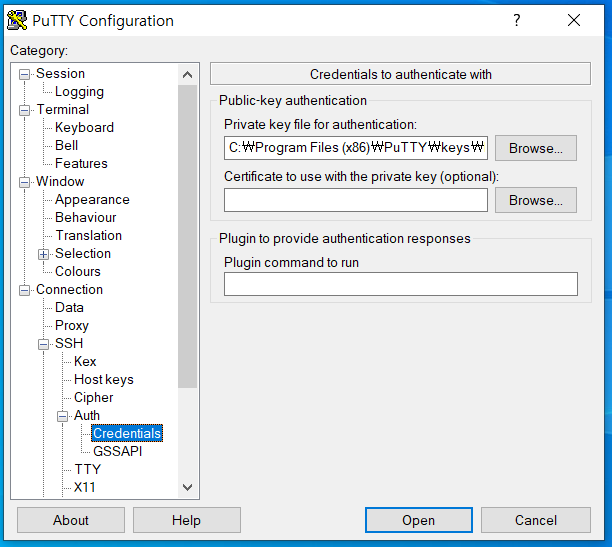 PuTTY Configuration
?
Category:
Session
Logging
Terminal
Keyboard
Bell
Features
Window
Appearance
Behaviour
Translation
Selection
Colours
Connection
Data
Proxy
SSH
Kex
Host keys
Cipher
Auth
Credentials
GSSAPI
TTY
X11
Credentials to authenticate with
Public-key authentication
Private key file for authentication:
C:₩Program Files (x86)₩PuTTY₩keys₩
Browse...
Certificate to use with the private key (optional):
Browse...
Plugin to provide authentication responses
Plugin command to run
About
Help
Open
Cancel